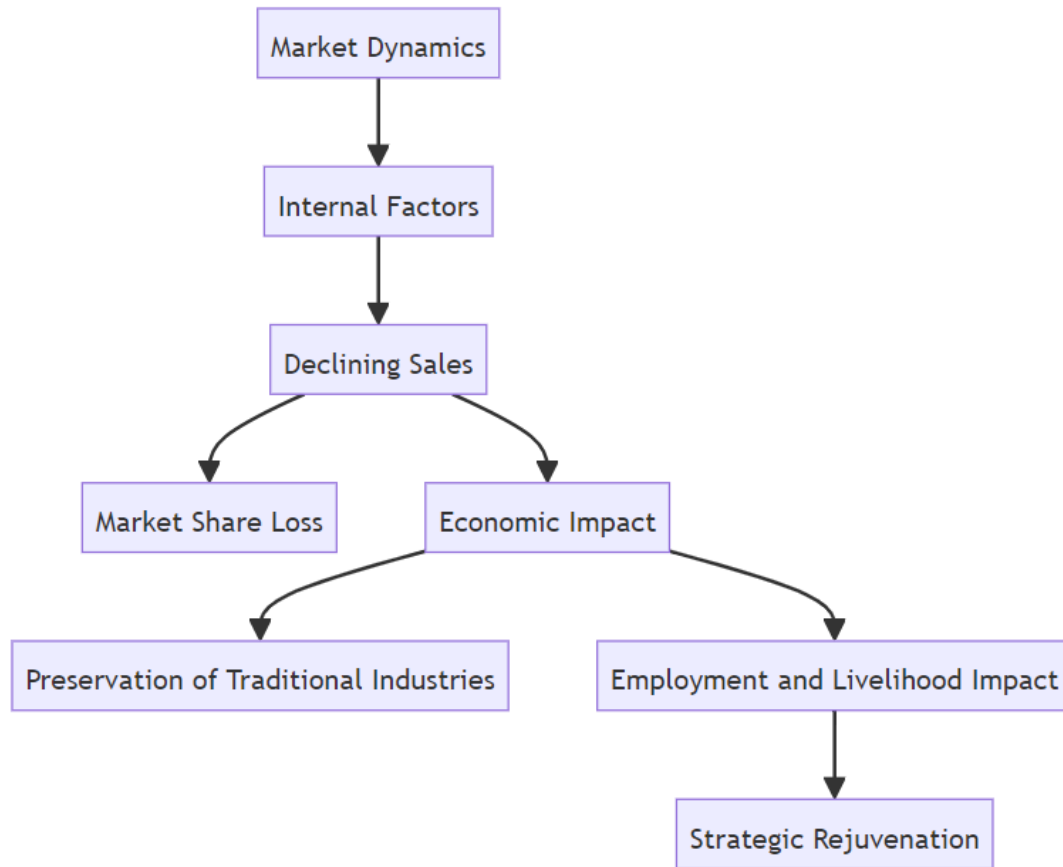 Market Dynamics
Internal Factors
Declining Sales
Market Share Loss
Economic Impact
Preservation of Traditional Industries
Employment and Livelihood Impact
Strategic Rejuvenation